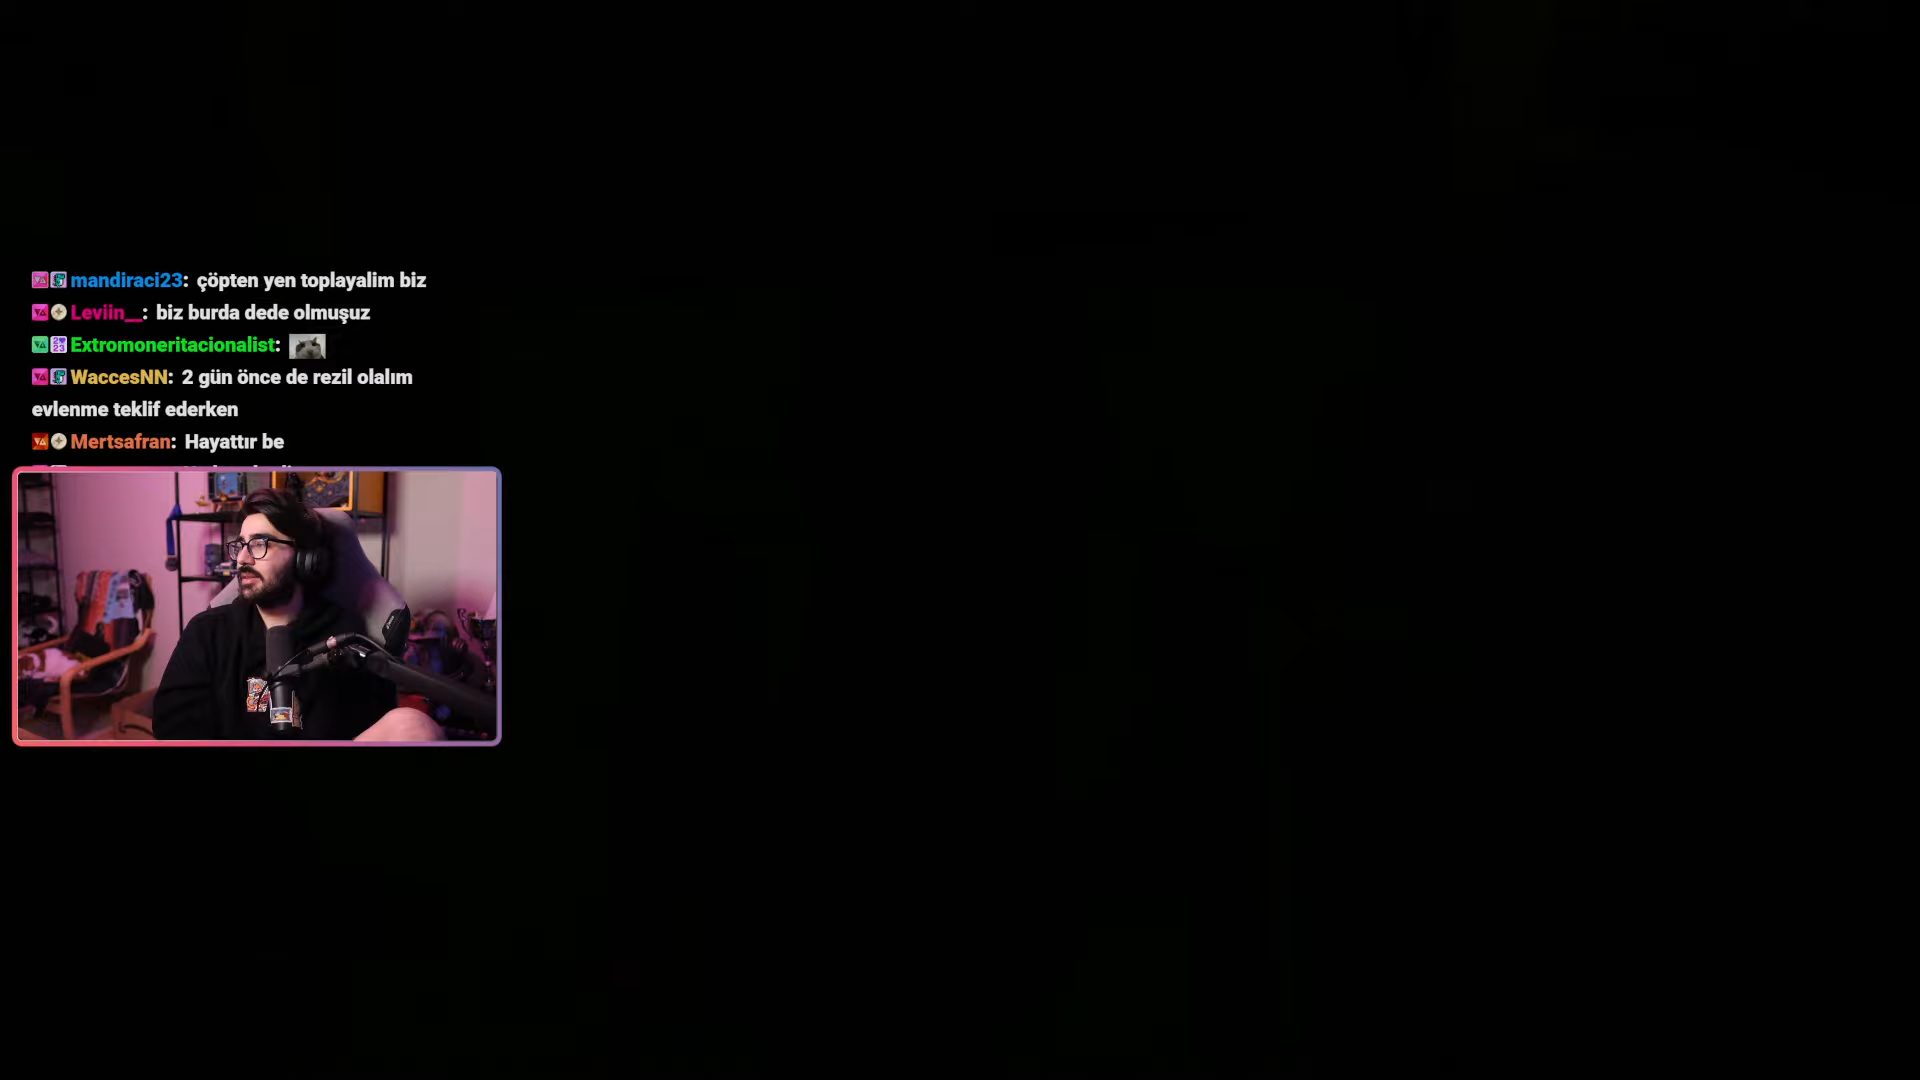 mandiraci23: çöpten yen toplayalim biz
Leviin__: biz burda dede olmuşuz
Extromoneritacionalist:
WaccesNN: 2 gün önce de rezil olalım
evlenme teklif ederken
Mertsafran: Hayattır be